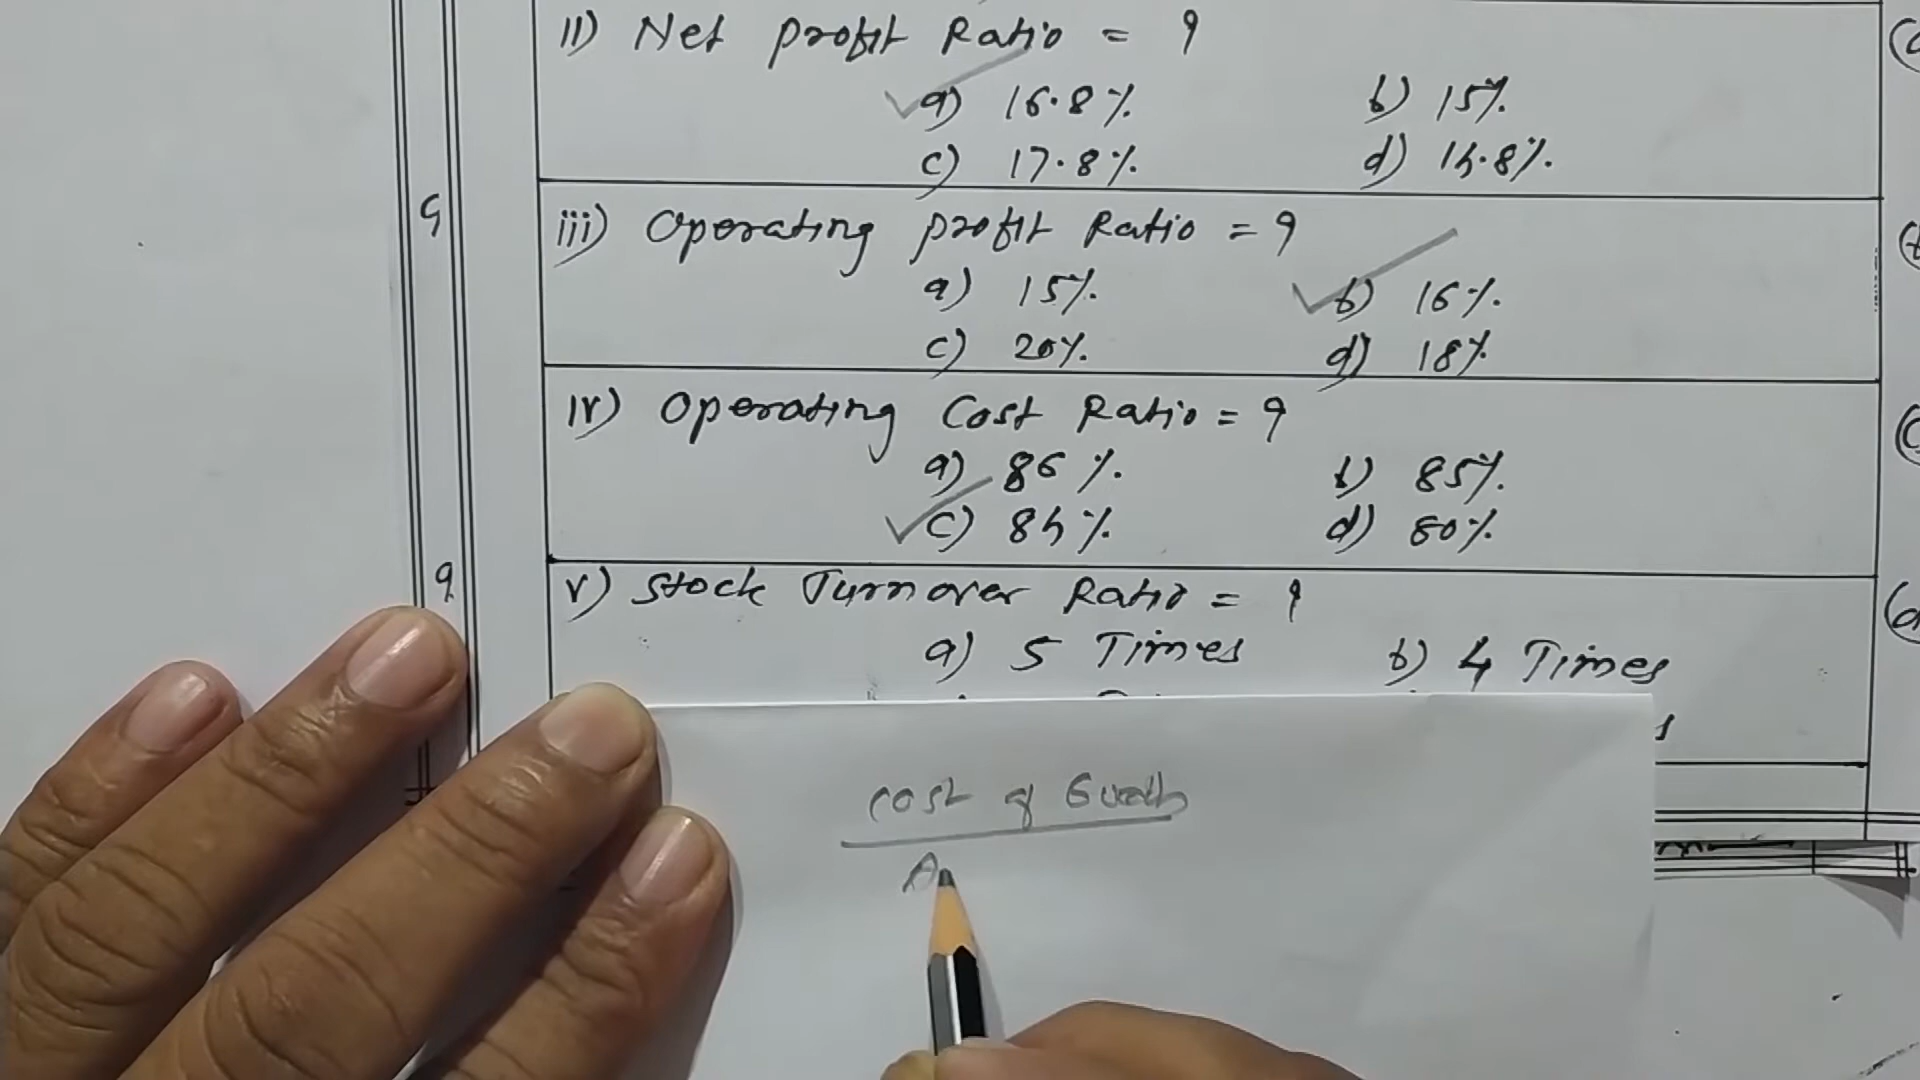 ii) Net profit Ratio = ?
a) 16.8% b) 15%
c) 17.8% d) 14.8%
iii) Operating profit Ratio = ?
a) 15% b) 16%
c) 20% d) 18%
iv) Operating Cost Ratio = ?
a) 86% b) 85%
c) 84% d) 80%
v) Stock Turnover Ratio = ?
a) 5 Times b) 4 Times
Cost of Goods
A